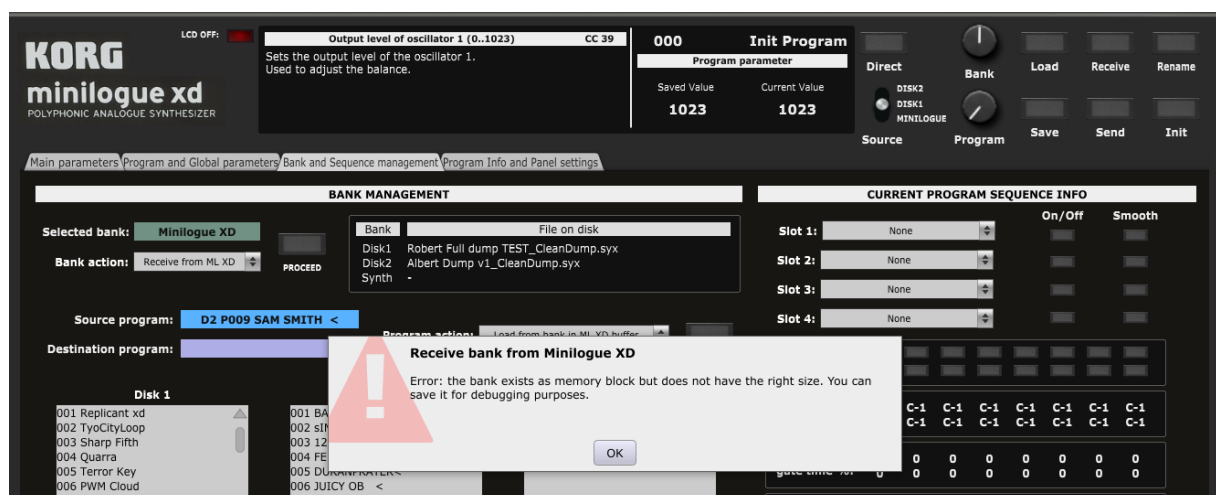 KORG
minilogue xd
POLYPHONIC ANALOGUE SYNTHESIZER
LCD OFF:
Output level of oscillator 1 (0..1023) CC 39
Sets the output level of the oscillator 1.
Used to adjust the balance.
000 Init Program
Program parameter
Saved Value Current Value
1023 1023
Direct
DISK2
DISK1
MINILOGUE
Source
Bank
Program
Load Receive Rename
Save Send Init
Main parameters Program and Global parameters Bank and Sequence management Program Info and Panel settings
BANK MANAGEMENT
Selected bank: Minilogue XD
Bank action: Receive from ML XD
PROCEED
Bank File on disk
Disk1 Robert Full dump TEST_CleanDump.syx
Disk2 Albert Dump v1_CleanDump.syx
Synth -
Source program: D2 P009 SAM SMITH <
Program action: Load from bank in ML XD buffer
Destination program:
CURRENT PROGRAM SEQUENCE INFO
On/Off Smooth
Slot 1: None
Slot 2: None
Slot 3: None
Slot 4: None
Receive bank from Minilogue XD
Error: the bank exists as memory block but does not have the right size. You can
save it for debugging purposes.
OK
Disk 1
001 Replicant xd
002 TyoCityLoop
003 Sharp Fifth
004 Quarra
005 Terror Key
006 PWM Cloud
001 BA
002 sI
003 12
004 FE
005 DURANPRAYER<
006 JUICY OB <
C-1 C-1 C-1 C-1 C-1 C-1 C-1
C-1 C-1 C-1 C-1 C-1 C-1 C-1
0 0 0 0 0 0 0
gate time %: 0 0 0 0 0 0 0 0